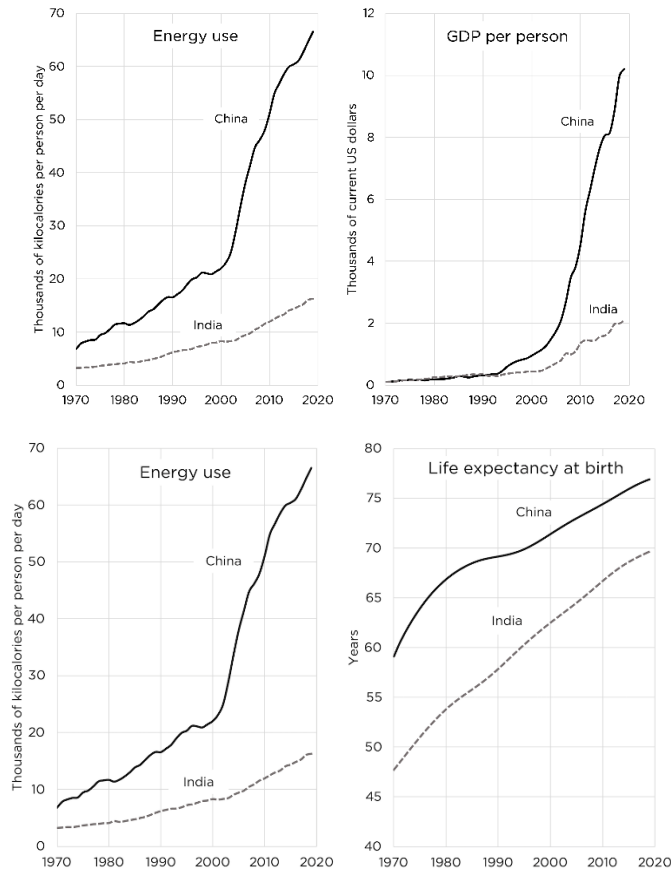 Energy use
Thousands of kilocalories per person per day
70
60
50
40
30
20
10
0
China
India
1970 1980 1990 2000 2010 2020
GDP per person
Thousands of current US dollars
12
10
8
6
4
2
0
China
India
1970 1980 1990 2000 2010 2020
Energy use
Thousands of kilocalories per person per day
70
60
50
40
30
20
10
0
China
India
1970 1980 1990 2000 2010 2020
Life expectancy at birth
Years
80
75
70
65
60
55
50
45
40
China
India
1970 1980 1990 2000 2010 2020